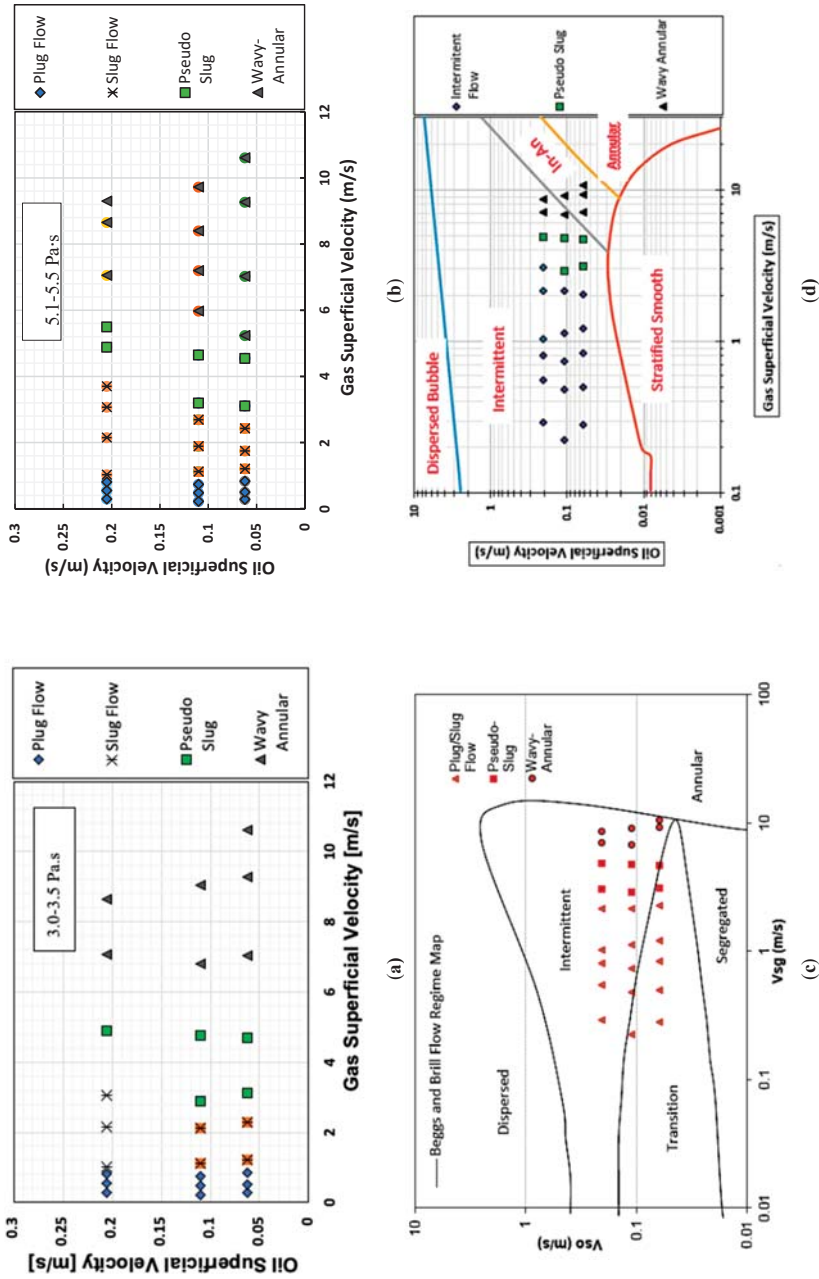 0.3
0.25
0.2
0.15
0.1
0.05
0
Oil Superficial Velocity [m/s]
3.0-3.5 Pa.s
0
2
4
6
8
10
12
Gas Superficial Velocity [m/s]
Plug Flow
Slug Flow
Pseudo
Slug
Wavy
Annular
(a)
0.3
0.25
0.2
0.15
0.1
0.05
0
Oil Superficial Velocity (m/s)
5.1-5.5 Pa·s
0
2
4
6
8
10
12
Gas Superficial Velocity (m/s)
Plug Flow
Slug Flow
Pseudo
Slug
Wavy-
Annular
(b)
10
1
0.1
0.01
Vso (m/s)
Beggs and Brill Flow Regime Map
Dispersed
Intermittent
Transition
Segregated
Annular
Plug/Slug
Flow
Pseudo-
Slug
Wavy-
Annular
0.01
0.1
1
10
100
Vsg (m/s)
(c)
10
1
0.1
0.01
0.001
Oil Superficial Velocity (m/s)
Dispersed Bubble
Intermittent
In-An
Annular
Stratified Smooth
Intermittent
Flow
Pseudo Slug
Wavy Annular
0.1
1
10
Gas Superficial Velocity (m/s)
(d)